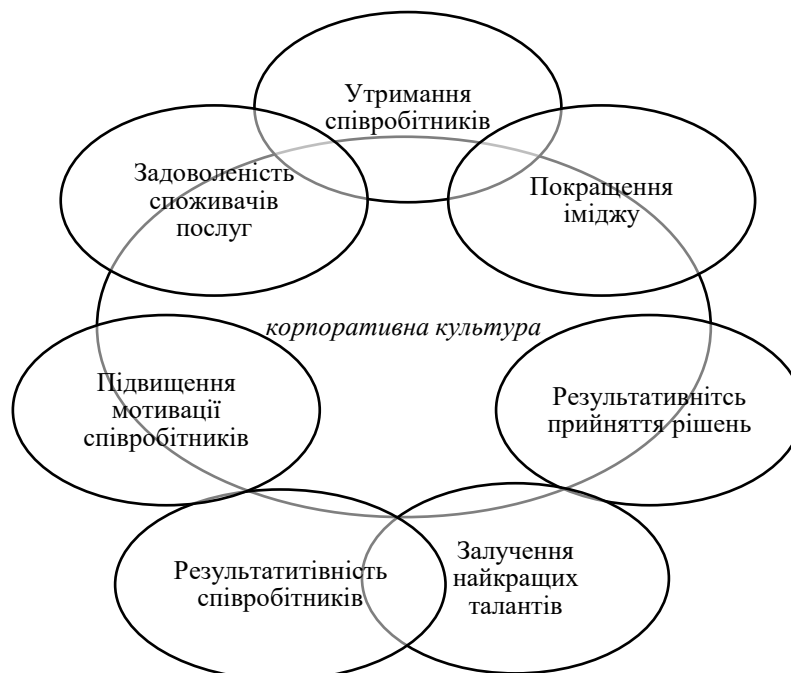 Утримання
співробітників
Задоволеність
споживачів
послуг
Покращення
іміджу
корпоративна культура
Підвищення
мотивації
співробітників
Результативнітсь
прийняття рішень
Результатитівність
співробітників
Залучення
найкращих
талантів